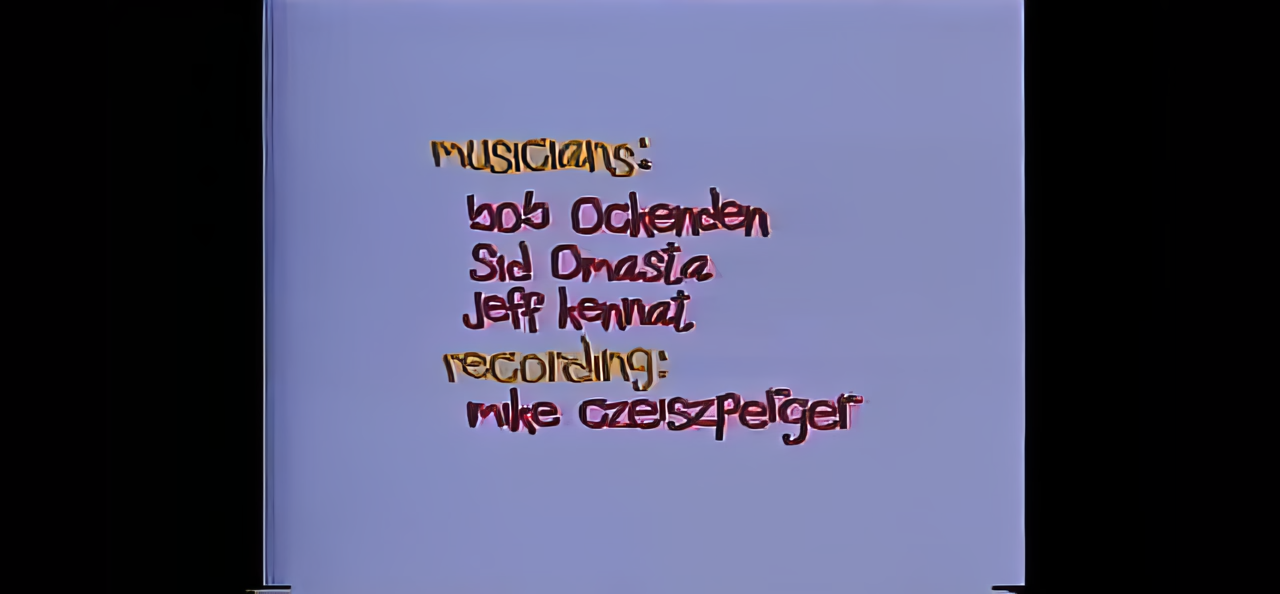 musicians:
bob Ockenden
Sid Omasta
Jeff kennat
recording:
mike czeiszperger